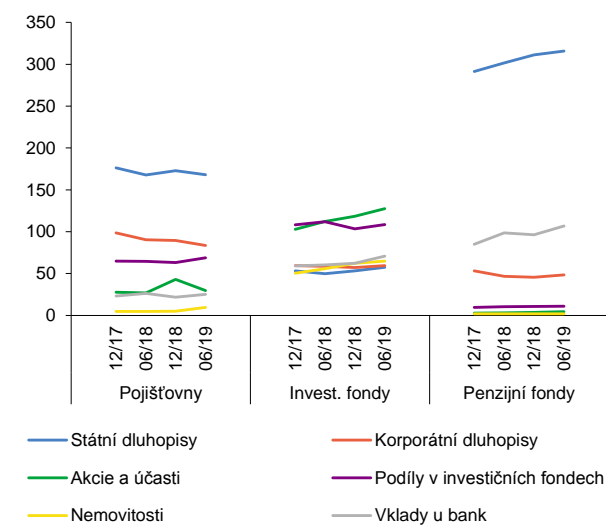 350
300
250
200
150
100
50
0
12/17 06/18 12/18 06/19 12/17 06/18 12/18 06/19 12/17 06/18 12/18 06/19
Pojišťovny Invest. fondy Penzijní fondy
Státní dluhopisy Korporátní dluhopisy
Akcie a účasti Podíly v investičních fondech
Nemovitosti Vklady u bank